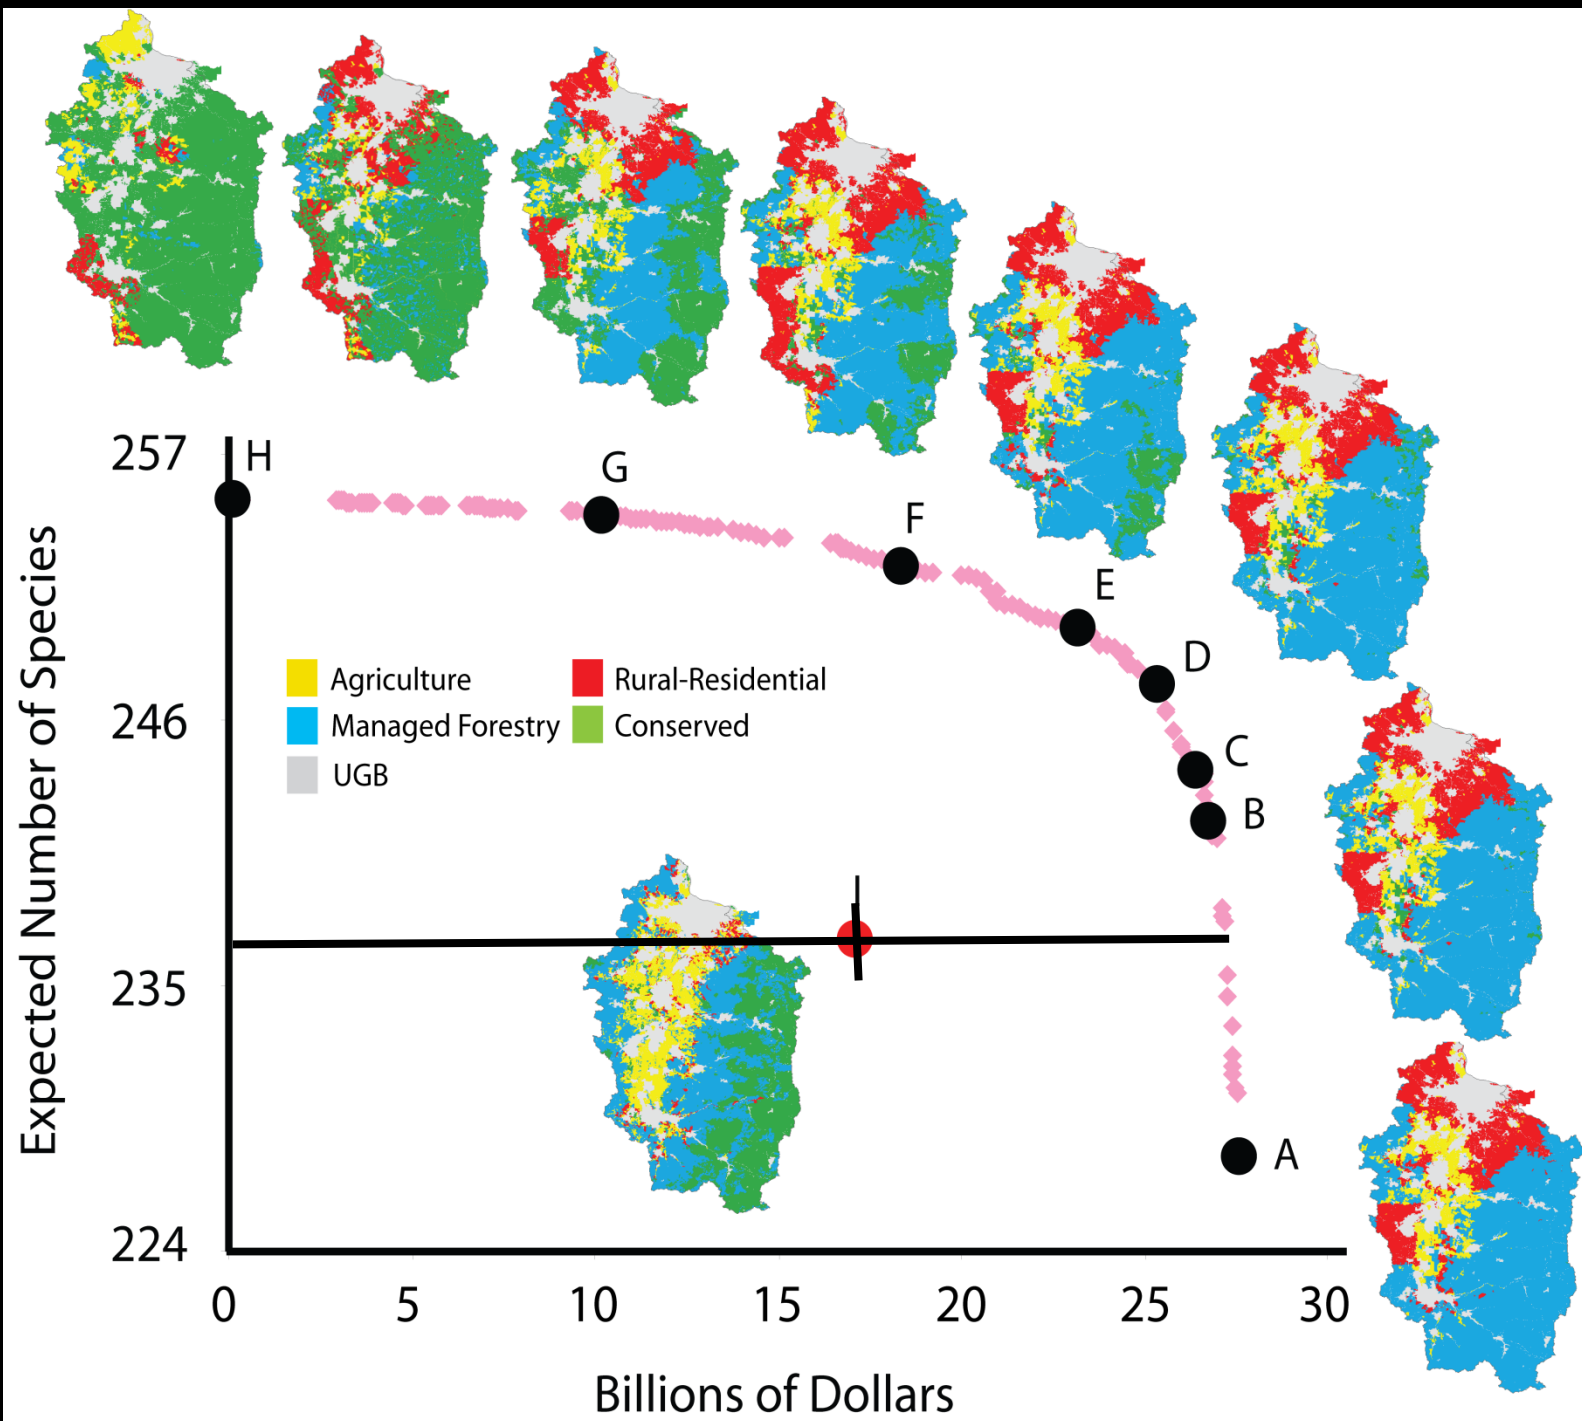 257
H
G
F
E
D
C
B
A
I
246
235
224
Expected Number of Species
Agriculture
Rural-Residential
Managed Forestry
Conserved
UGB
0 5 10 15 20 25 30
Billions of Dollars